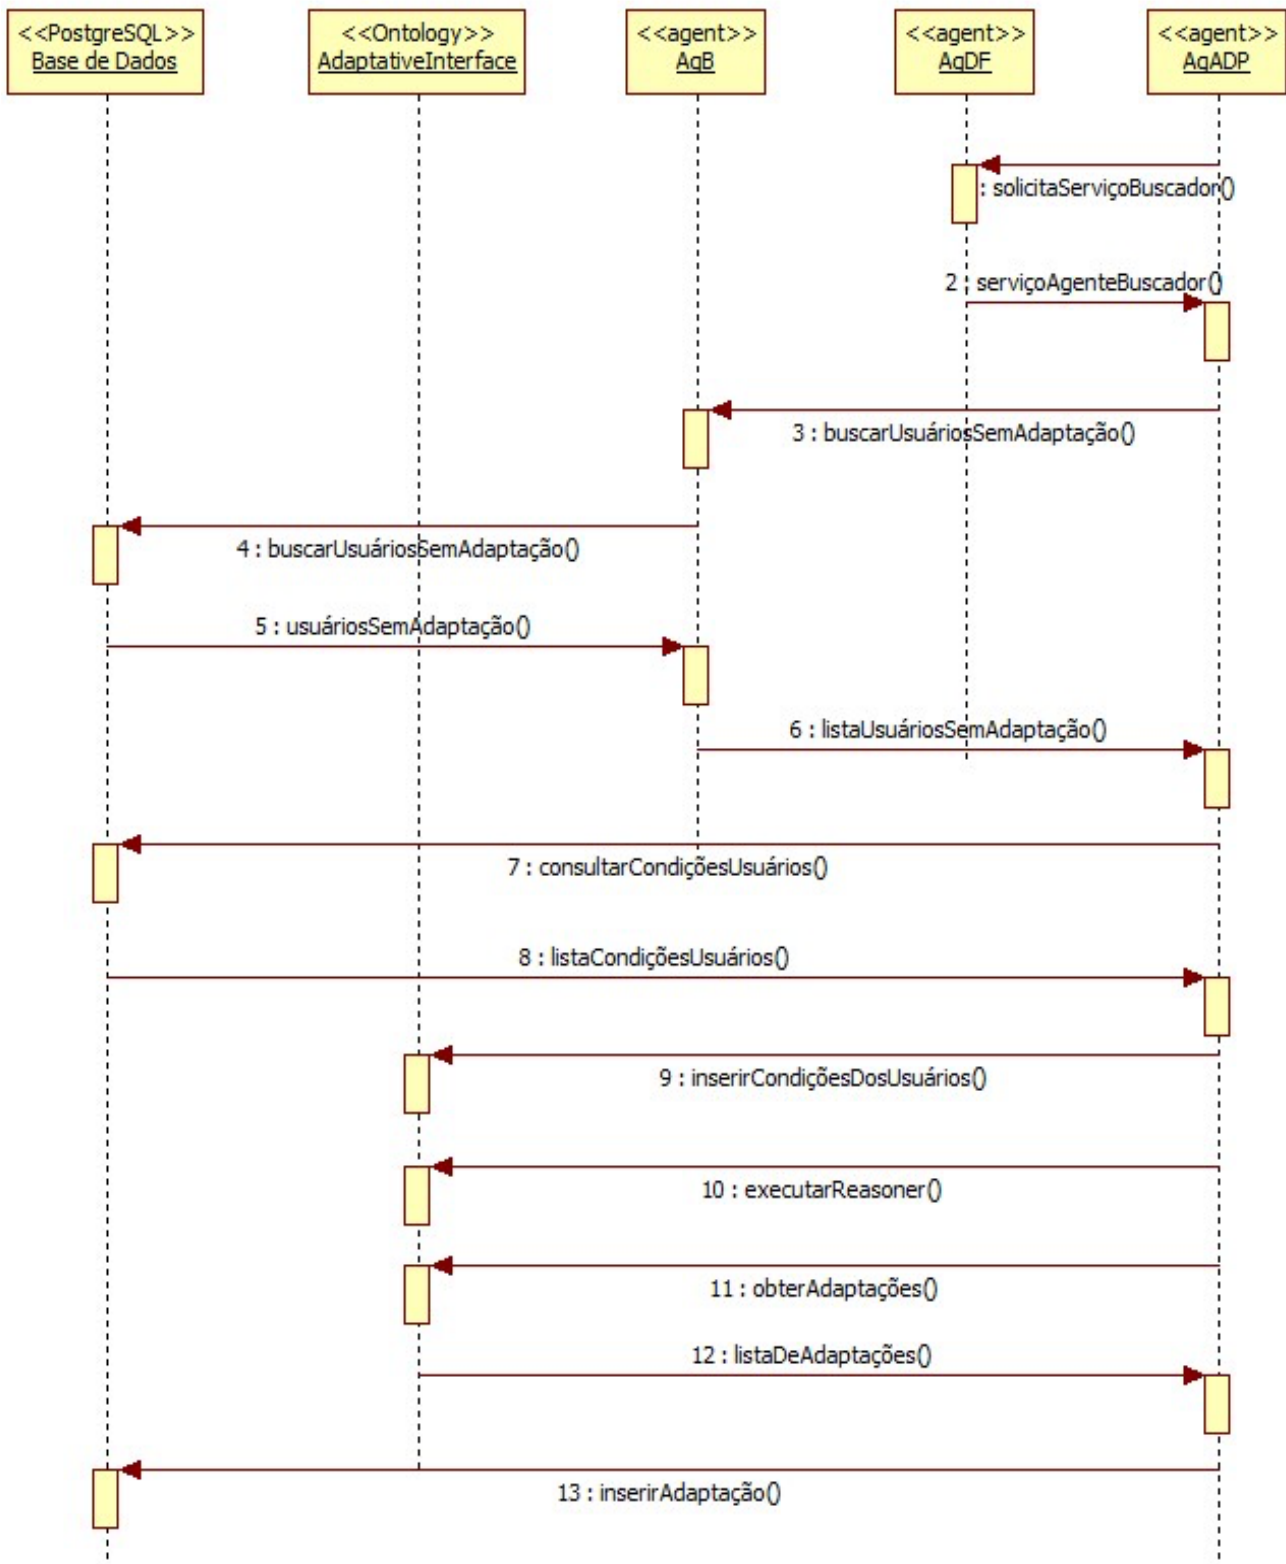 <<PostgreSQL>>
Base de Dados
<<Ontology>>
AdaptativeInterface
<<agent>>
AgB
<<agent>>
AgDF
<<agent>>
AgADP
: solicitaServiçoBuscador()
2 : serviçoAgenteBuscador()
3 : buscarUsuáriosSemAdaptação()
4 : buscarUsuáriosSemAdaptação()
5 : usuáriosSemAdaptação()
6 : listaUsuáriosSemAdaptação()
7 : consultarCondiçõesUsuários()
8 : listaCondiçõesUsuários()
9 : inserirCondiçõesDosUsuários()
10 : executarReasoner()
11 : obterAdaptações()
12 : listaDeAdaptações()
13 : inserirAdaptação()